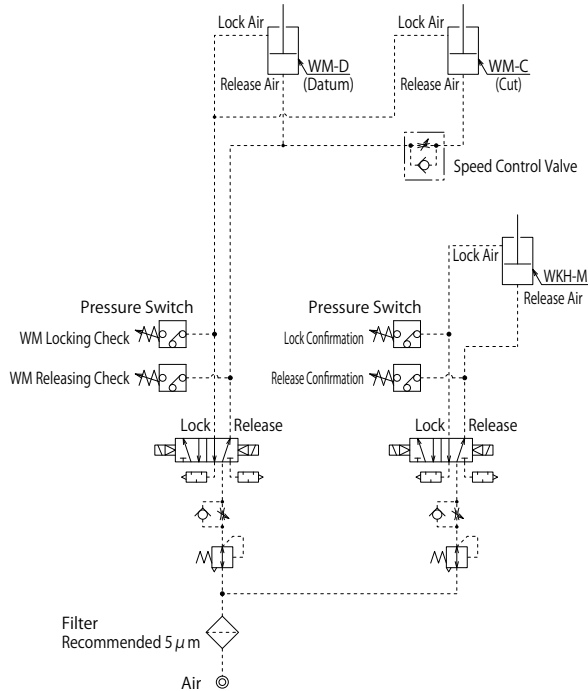 Lock Air
Lock Air
WM-D
(Datum)
WM-C
(Cut)
Release Air
Release Air
Speed Control Valve
Lock Air
WKH-M
Release Air
Pressure Switch
Pressure Switch
WM Locking Check
Lock Confirmation
WM Releasing Check
Release Confirmation
Lock
Release
Lock
Release
Filter
Recommended 5 μm
Air